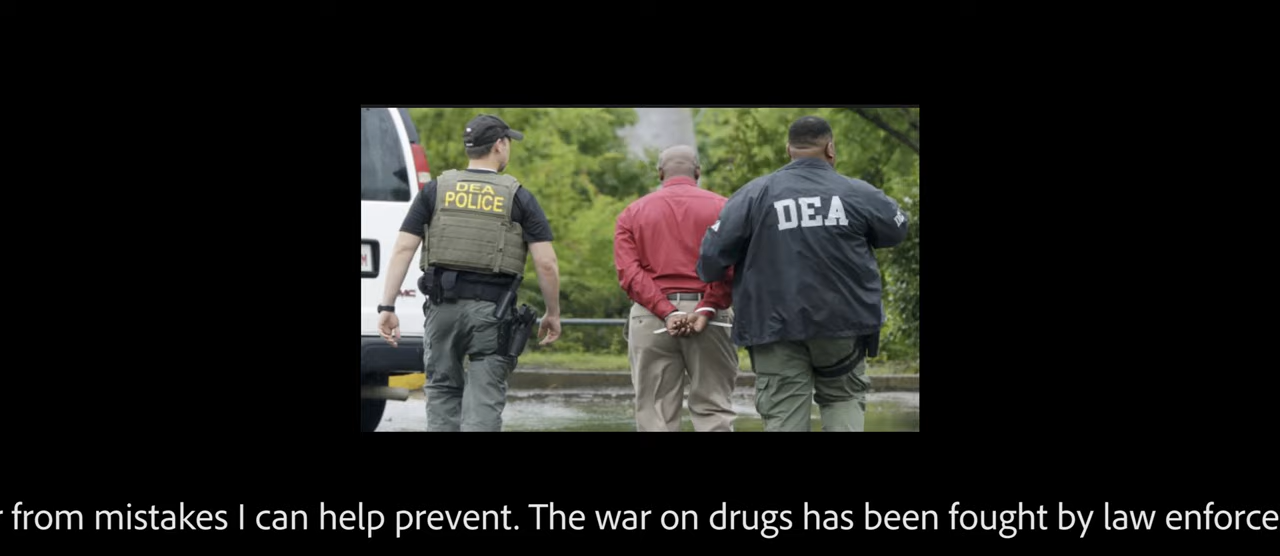 DEA
POLICE
DEA
from mistakes I can help prevent. The war on drugs has been fought by law enforce